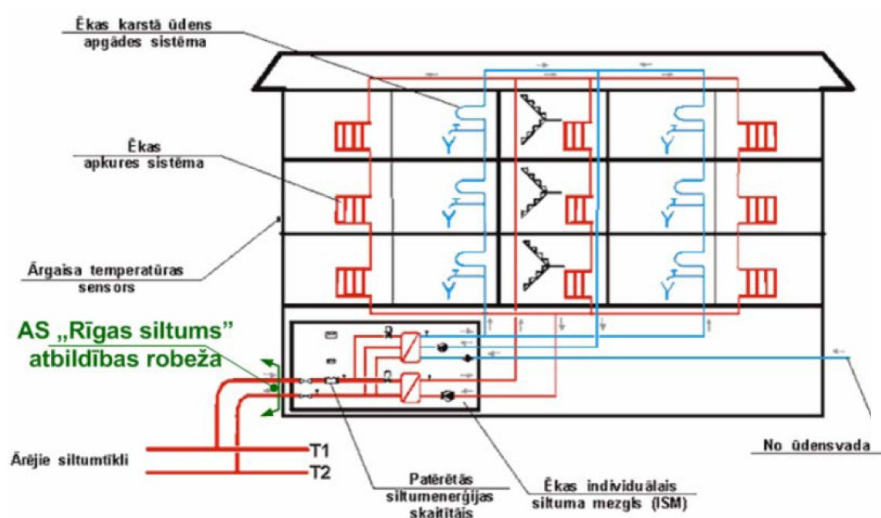 Ēkas karstā ūdens
apgādes sistēma
Ēkas
apkures sistēma
Ārgaisa temperatūras
sensors
AS „Rīgas siltums”
atbildības robeža
Ārējie siltumtīkli
T1
T2
Patērētās
siltumenerģijas
skaitītājs
Ēkas individuālais
siltuma mezgls (ISM)
No ūdensvada